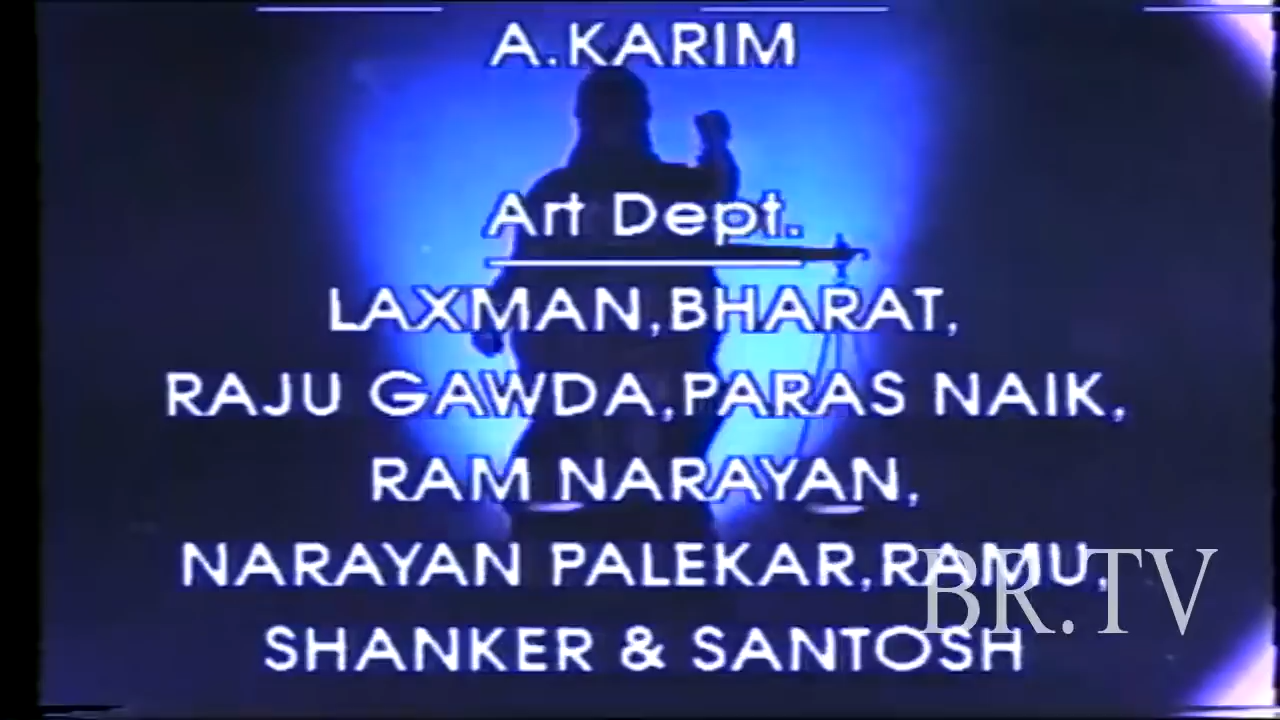 A.KARIM
Art Dept.
LAXMAN,BHARAT,
RAJU GAWDA,PARAS NAIK,
RAM NARAYAN,
NARAYAN PALEKAR,RAMU,
BR.TV
SHANKER & SANTOSH